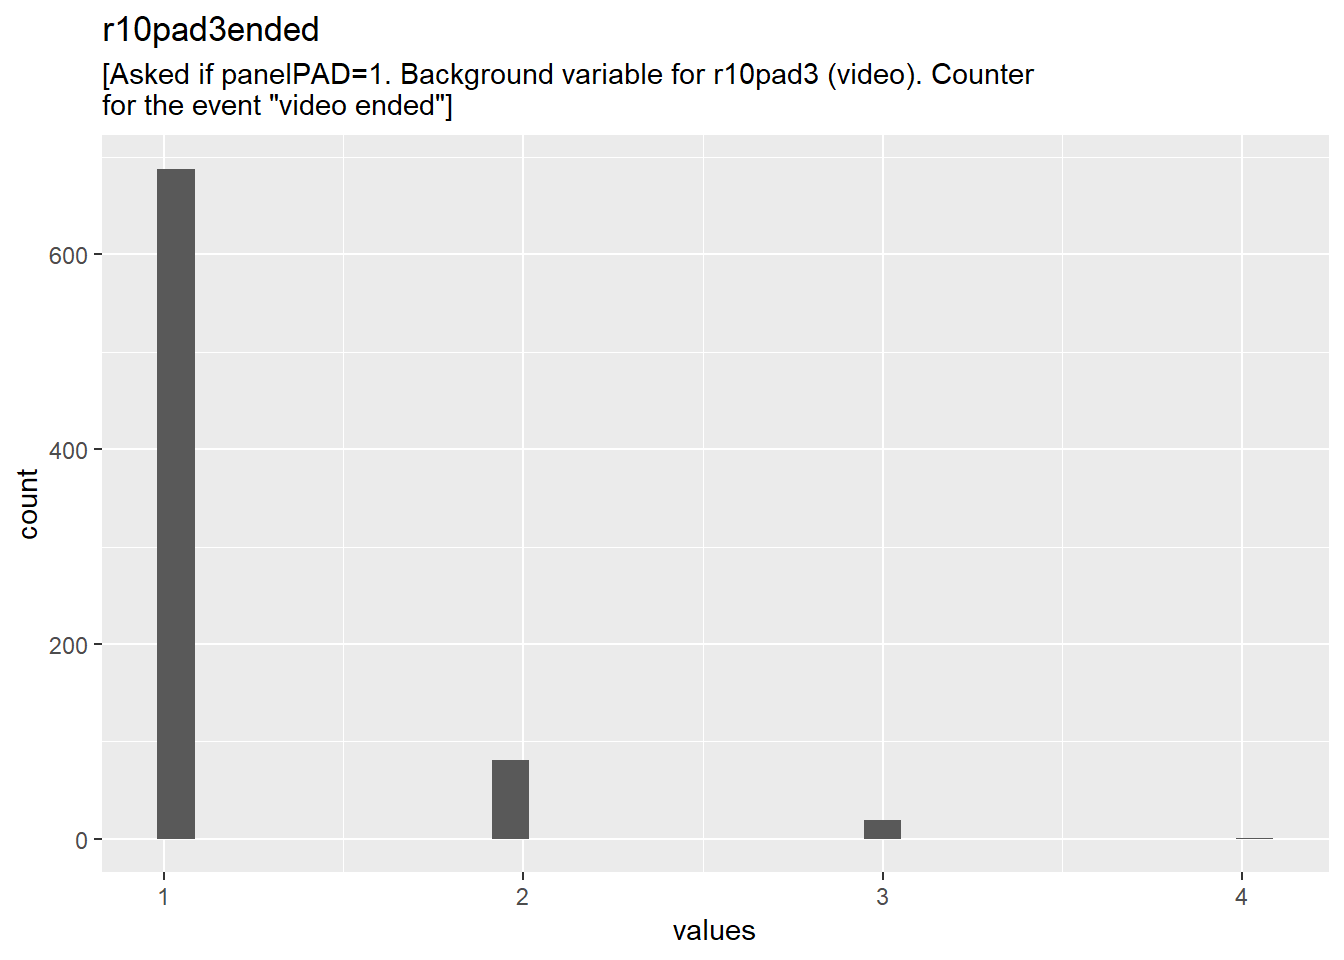 r10pad3ended
[Asked if panelPAD=1. Background variable for r10pad3 (video). Counter
for the event "video ended"]
600
400
200
0
count
1 2 3 4
values